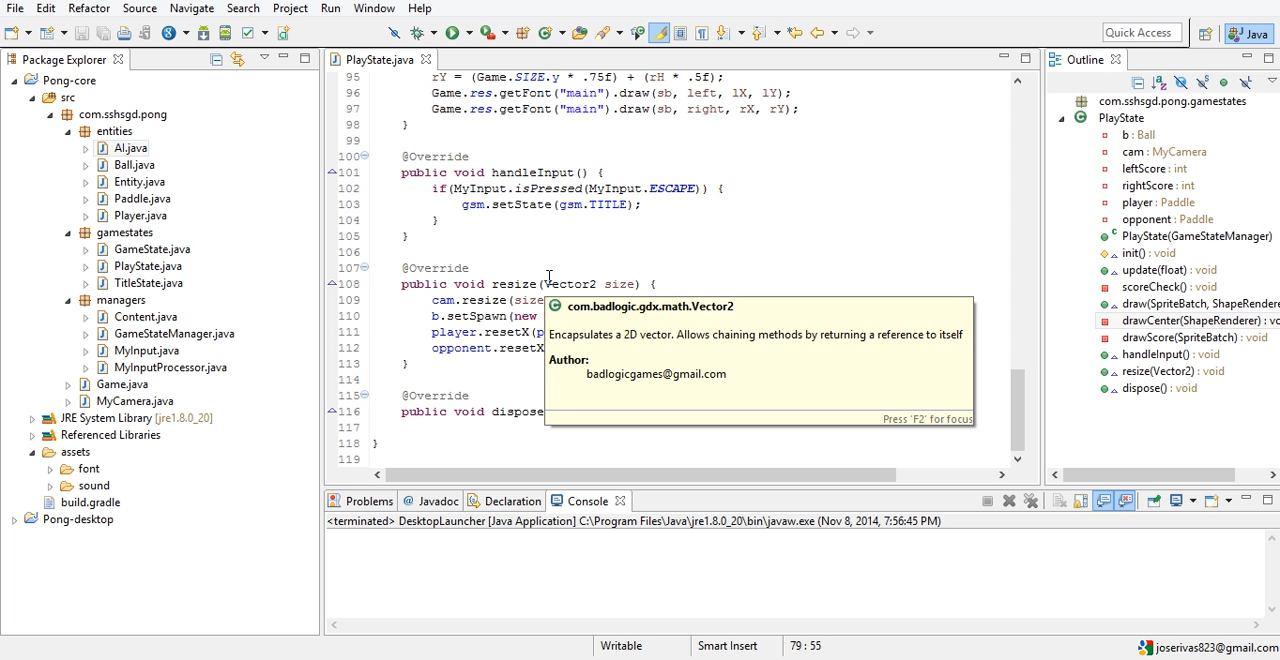 File Edit Refactor Source Navigate Search Project Run Window Help
Quick Access
Java
Package Explorer
PlayState.java
Outline
Pong-core
src
com.sshsgd.pong
entities
AI.java
Ball.java
Entity.java
Paddle.java
Player.java
gamestates
GameState.java
PlayState.java
TitleState.java
managers
Content.java
GameStateManager.java
MyInput.java
MyInputProcessor.java
Game.java
MyCamera.java
JRE System Library [jre1.8.0_20]
Referenced Libraries
assets
font
sound
build.gradle
Pong-desktop
95 rY = (Game.SIZE.y * .75f) + (rH * .5f);
96 Game.res.getFont("main").draw(sb, left, lX, lY);
97 Game.res.getFont("main").draw(sb, right, rX, rY);
98 }
99
100 @Override
101 public void handleInput() {
102 if(MyInput.isPressed(MyInput.ESCAPE)) {
103 gsm.setState(gsm.TITLE);
104 }
105 }
106
107 @Override
108 public void resize(Vector2 size) {
109 cam.resize(size
110 b.setSpawn(new
111 player.resetX(p
112 opponent.resetX
113 }
114
115 @Override
116 public void dispose
117
118 }
119
com.badlogic.gdx.math.Vector2
Encapsulates a 2D vector. Allows chaining methods by returning a reference to itself
Author:
badlogicgames@gmail.com
Press 'F2' for focus
com.sshsgd.pong.gamestates
PlayState
b : Ball
cam : MyCamera
leftScore : int
rightScore : int
player : Paddle
opponent : Paddle
PlayState(GameStateManager)
init() : void
update(float) : void
scoreCheck() : void
draw(SpriteBatch, ShapeRendere
drawCenter(ShapeRenderer) : vo
drawScore(SpriteBatch) : void
handleInput() : void
resize(Vector2) : void
dispose() : void
Problems @ Javadoc Declaration Console
<terminated> DesktopLauncher [Java Application] C:\Program Files\Java\jre1.8.0_20\bin\javaw.exe (Nov 8, 2014, 7:56:45 PM)
Writable Smart Insert 79 : 55
joserivas823@gmail.com